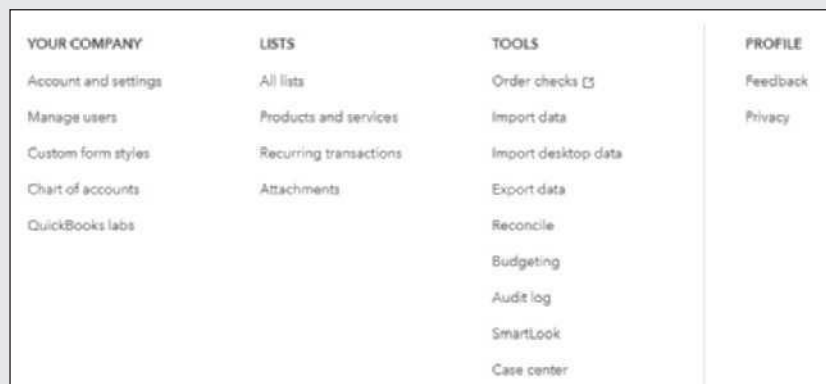 YOUR COMPANY
Account and settings
Manage users
Custom form styles
Chart of accounts
QuickBooks labs
LISTS
All lists
Products and services
Recurring transactions
Attachments
TOOLS
Order checks
Import data
Import desktop data
Export data
Reconcile
Budgeting
Audit log
SmartLook
Case center
PROFILE
Feedback
Privacy